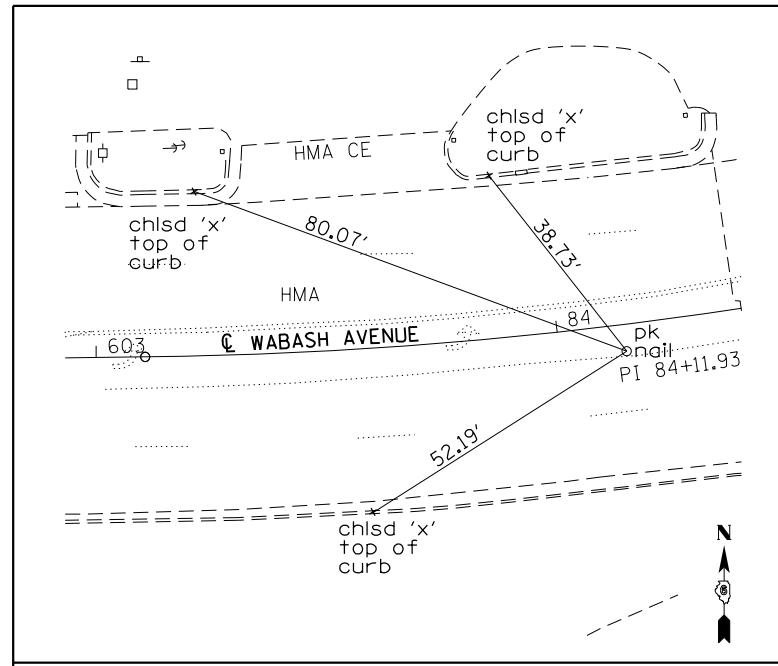 chlsd 'x'
top of
curb
HMA CE
chlsd 'x'
top of
curb
80.07'
38.73'
HMA
603
℄ WABASH AVENUE
84
pk
nail
PI 84+11.93
52.19'
chlsd 'x'
top of
curb
N